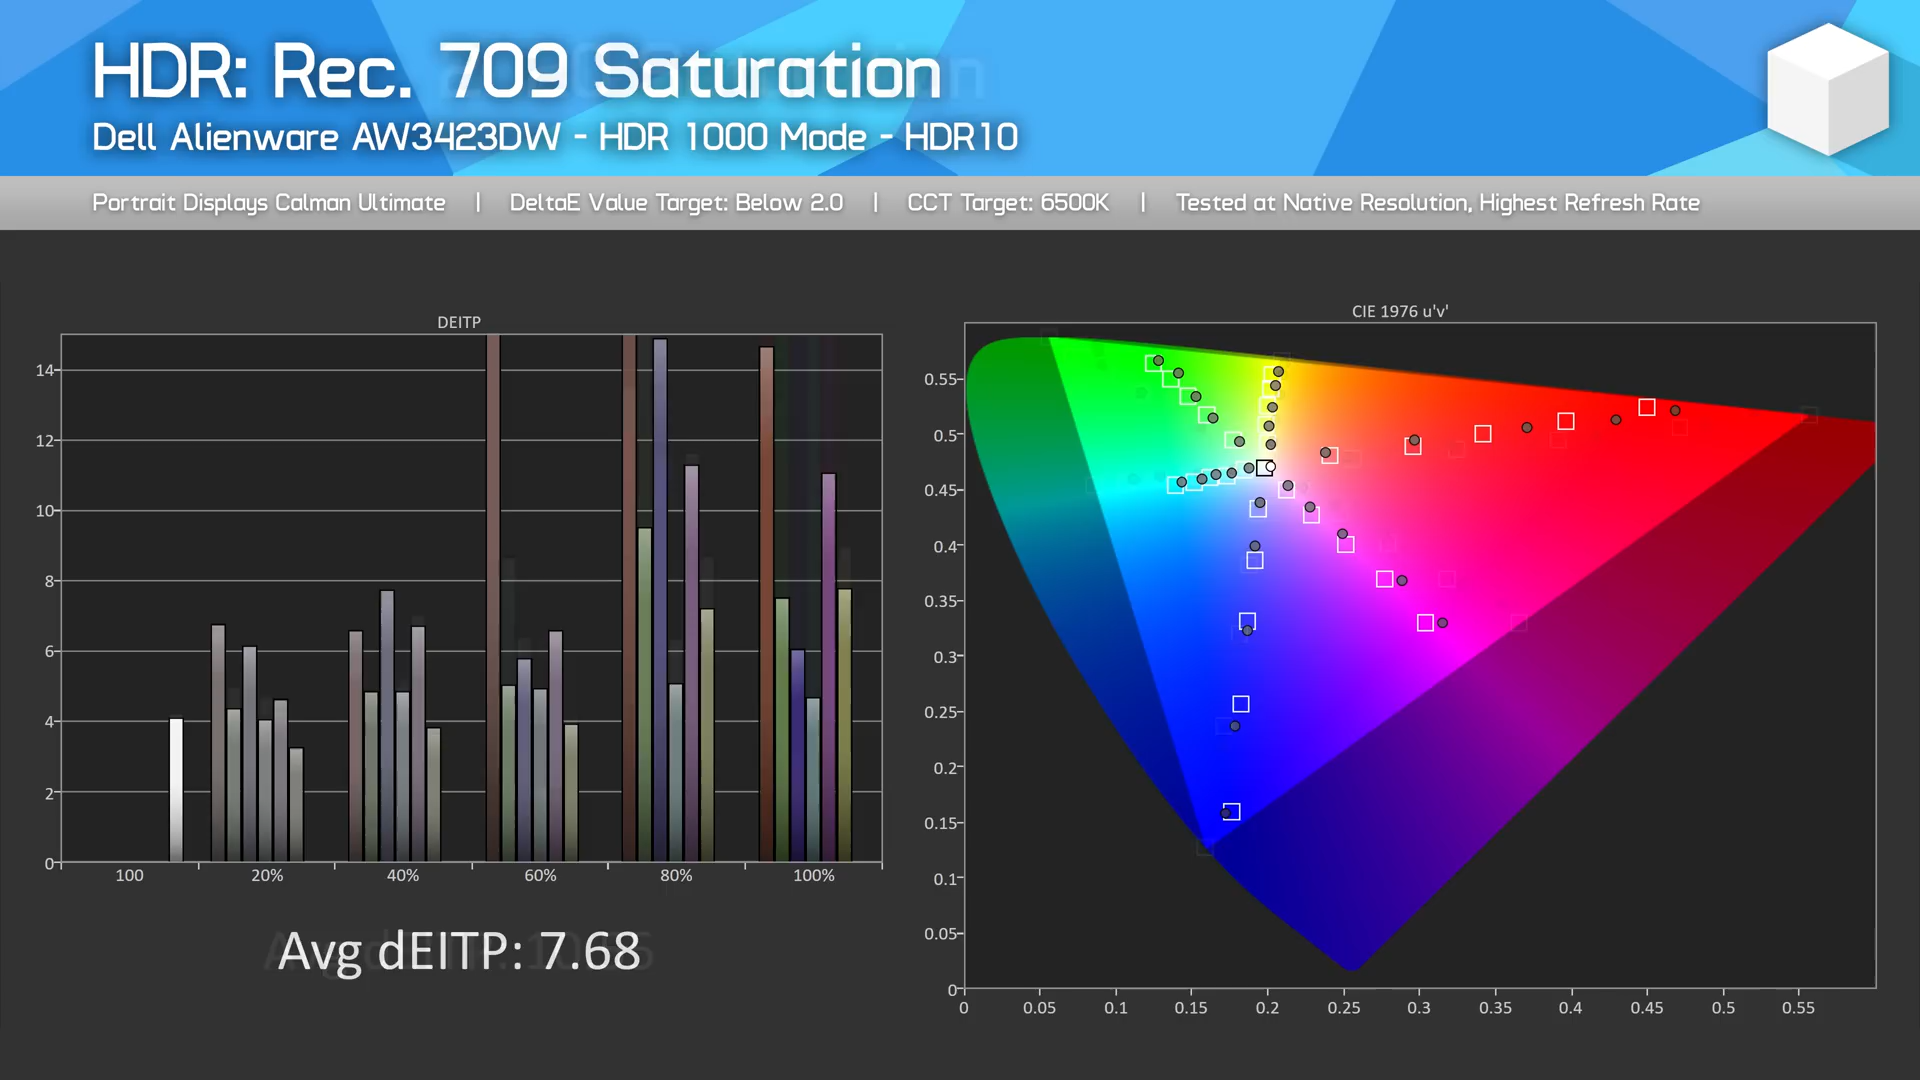 HDR: Rec. 709 Saturation
Dell Alienware AW3423DW - HDR 1000 Mode - HDR10
Portrait Displays Calman Ultimate | DeltaE Value Target: Below 2.0 | CCT Target: 6500K | Tested at Native Resolution, Highest Refresh Rate
DEITP
14
12
10
8
6
4
2
0
100 20% 40% 60% 80% 100%
Avg dEITP: 7.68
CIE 1976 u'v'
0.55
0.5
0.45
0.4
0.35
0.3
0.25
0.2
0.15
0.1
0.05
0
0 0.05 0.1 0.15 0.2 0.25 0.3 0.35 0.4 0.45 0.5 0.55